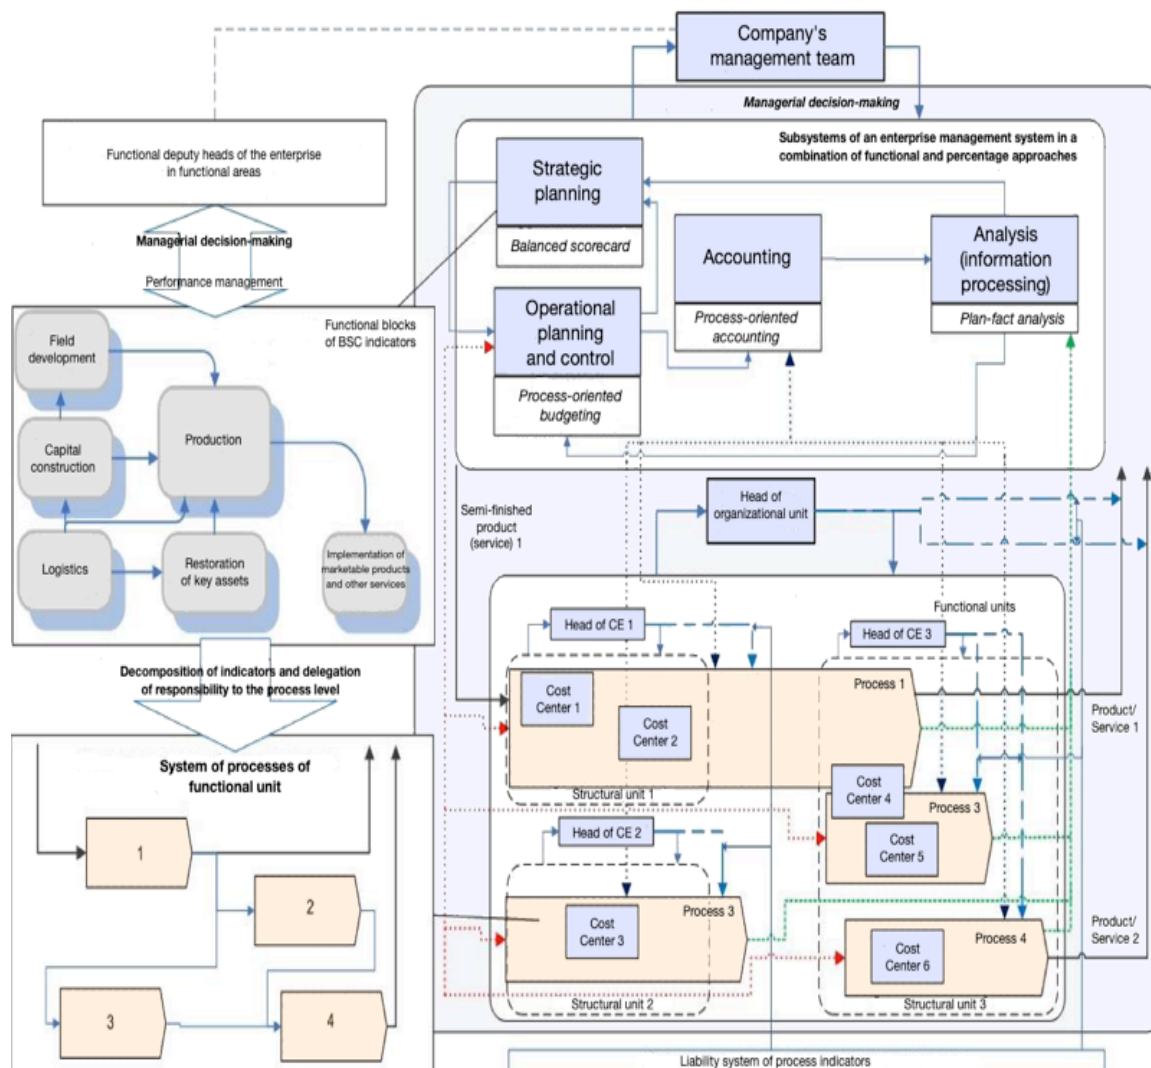 Company's
management team
Managerial decision-making
Functional deputy heads of the enterprise
in functional areas
Subsystems of an enterprise management system in a
combination of functional and percentage approaches
Strategic
planning
Balanced scorecard
Accounting
Process-oriented
accounting
Analysis
(information
processing)
Plan-fact analysis
Operational
planning
and control
Process-oriented
budgeting
Managerial decision-making
Performance management
Functional blocks
of BSC indicators
Field
development
Production
Capital
construction
Logistics
Restoration
of key assets
Implementation of
marketable products
and other services
Semi-finished
product
(service) 1
Head of
organizational unit
Functional units
Head of CE 1
Head of CE 3
Process 1
Cost
Center 1
Cost
Center 2
Structural unit 1
Product/
Service 1
Cost
Center 4
Process 3
Cost
Center 5
Head of CE 2
Process 3
Cost
Center 3
Structural unit 2
Process 4
Cost
Center 6
Structural unit 3
Product/
Service 2
Decomposition of indicators and delegation
of responsibility to the process level
System of processes of
functional unit
1
2
3
4
Liability system of process indicators